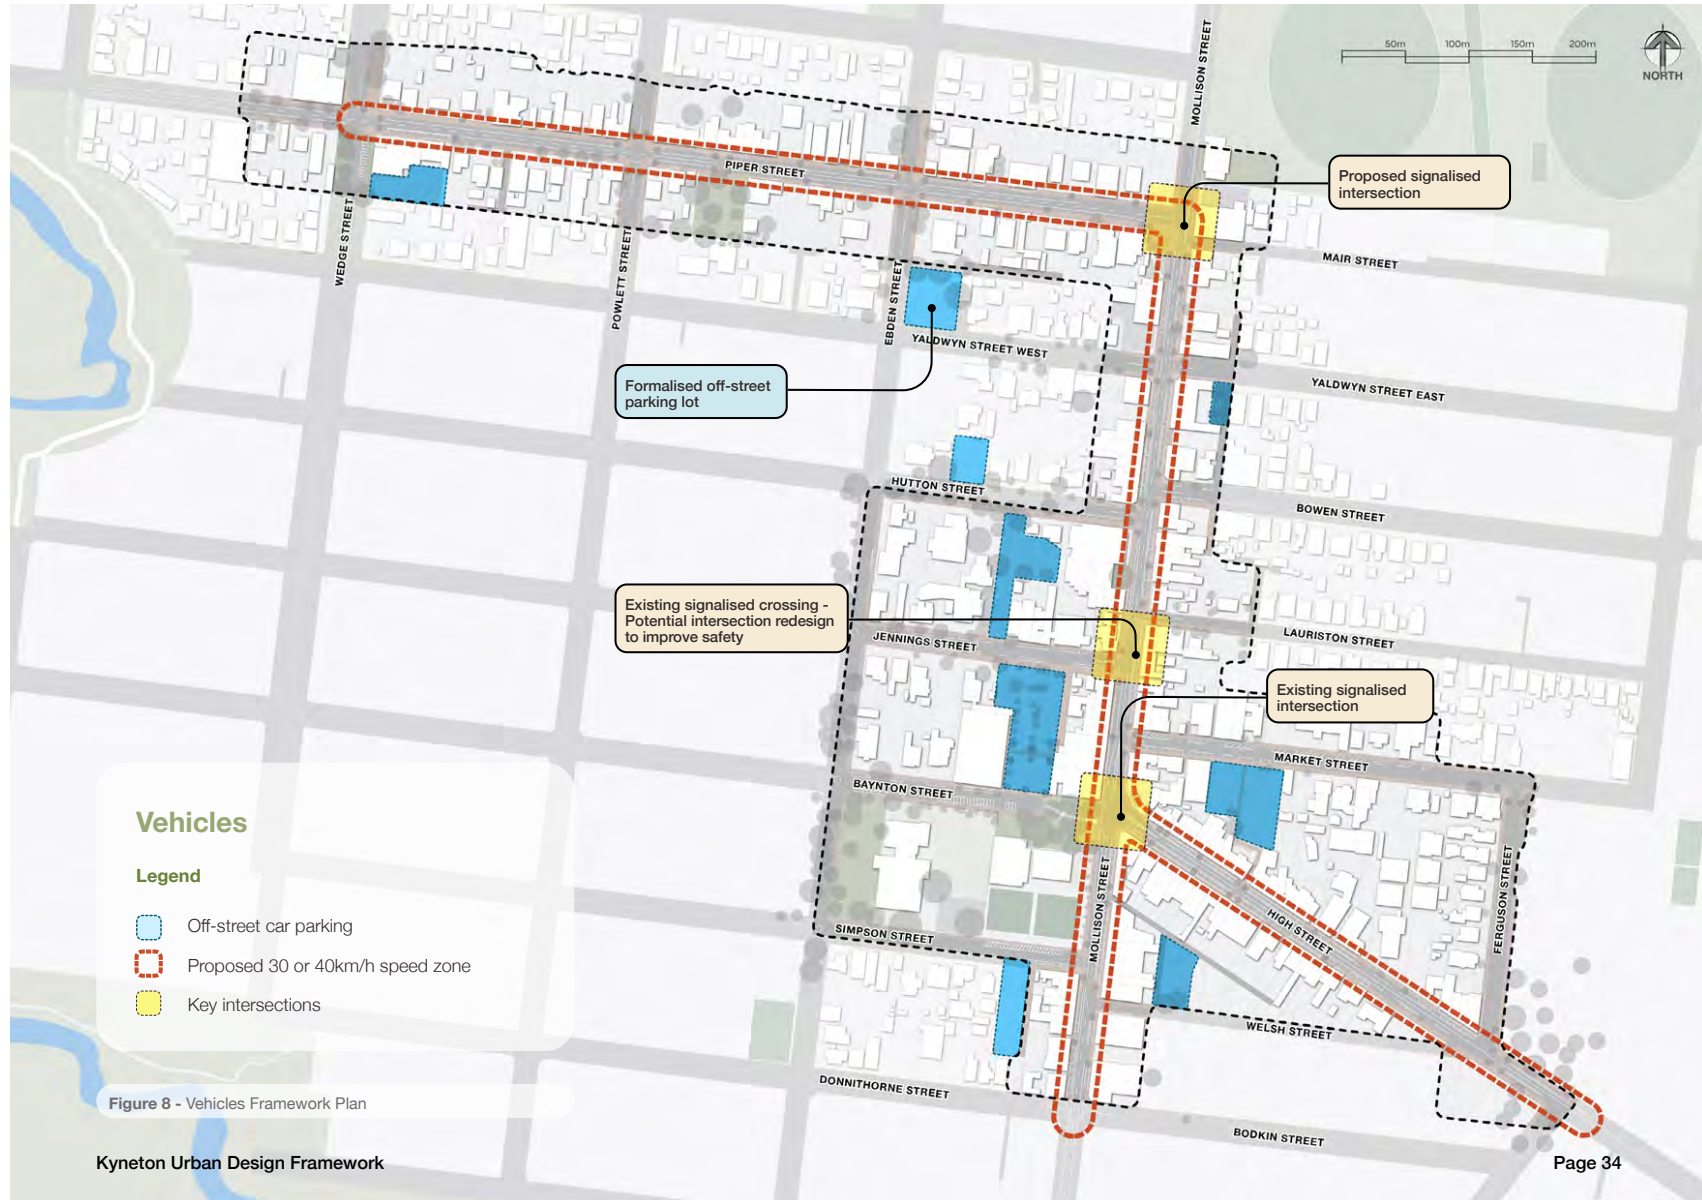 MOLLISON STREET
50m 100m 150m 200m
NORTH
PIPER STREET
Proposed signalised
intersection
WEDGE STREET
POWLETT STREET
EBDEN STREET
MAIR STREET
YALDWYN STREET WEST
Formalised off-street
parking lot
YALDWYN STREET EAST
HUTTON STREET
BOWEN STREET
Existing signalised crossing -
Potential intersection redesign
to improve safety
JENNINGS STREET
LAURISTON STREET
Existing signalised
intersection
MARKET STREET
BAYNTON STREET
Vehicles
Legend
Off-street car parking
Proposed 30 or 40km/h speed zone
Key intersections
MOLLISON STREET
HIGH STREET
FERGUSON STREET
SIMPSON STREET
WELSH STREET
DONNITHORNE STREET
BODKIN STREET
Figure 8 - Vehicles Framework Plan
Kyneton Urban Design Framework
Page 34